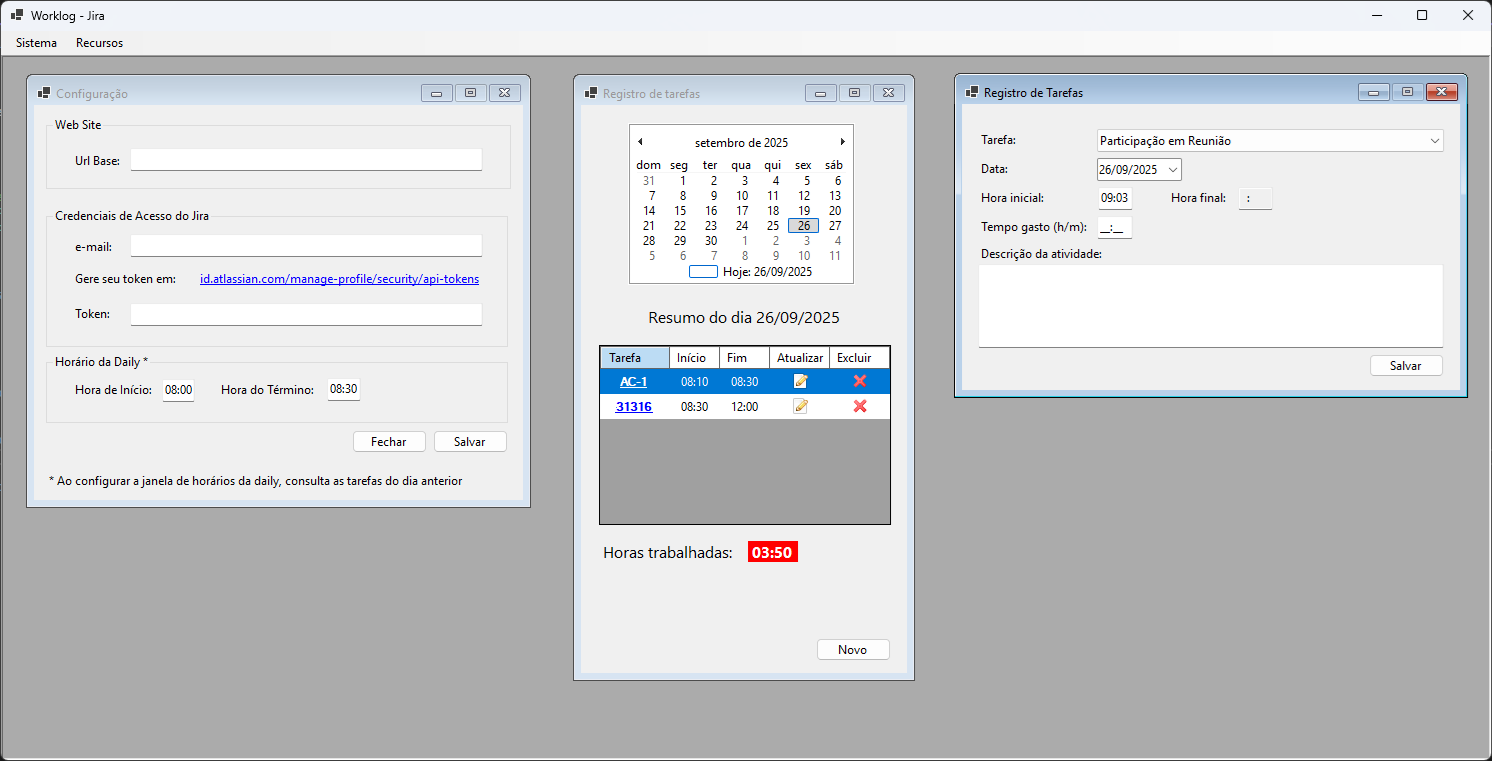 Worklog - Jira
Sistema Recursos
Configuração
Web Site
Url Base:
Credenciais de Acesso do Jira
e-mail:
Gere seu token em: id.atlassian.com/manage-profile/security/api-tokens
Token:
Horário da Daily *
Hora de Início: 08:00 Hora do Término: 08:30
Fechar Salvar
* Ao configurar a janela de horários da daily, consulta as tarefas do dia anterior
Registro de tarefas
setembro de 2025
dom seg ter qua qui sex sáb
31 1 2 3 4 5 6
7 8 9 10 11 12 13
14 15 16 17 18 19 20
21 22 23 24 25 26 27
28 29 30 1 2 3 4
5 6 7 8 9 10 11
Hoje: 26/09/2025
Resumo do dia 26/09/2025
Tarefa Início Fim Atualizar Excluir
AC-1 08:10 08:30
31316 08:30 12:00
Horas trabalhadas: 03:50
Novo
Registro de Tarefas
Tarefa: Participação em Reunião
Data: 26/09/2025
Hora inicial: 09:03 Hora final: :
Tempo gasto (h/m): __:__
Descrição da atividade:
Salvar